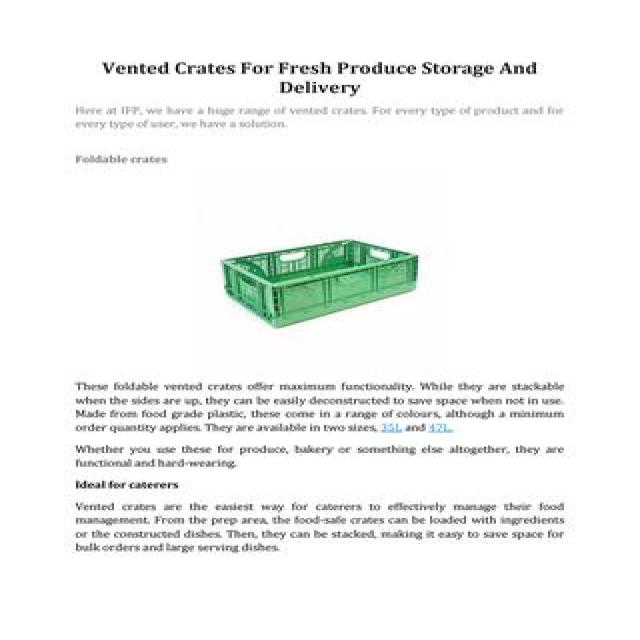 Vented Crates For Fresh Produce Storage And
Delivery
Here at IFP, we have a huge range of vented crates. For every type of product and for
every type of user, we have a solution.
Foldable crates
These foldable vented crates offer maximum functionality. While they are stackable
when the sides are up, they can be easily deconstructed to save space when not in use.
Made from food grade plastic, these come in a range of colours, although a minimum
order quantity applies. They are available in two sizes, 35L and 47L.
Whether you use these for produce, bakery or something else altogether, they are
functional and hard-wearing.
Ideal for caterers
Vented crates are the easiest way for caterers to effectively manage their food
management. From the prep area, the food-safe crates can be loaded with ingredients
or the constructed dishes. Then, they can be stacked, making it easy to save space for
bulk orders and large serving dishes.